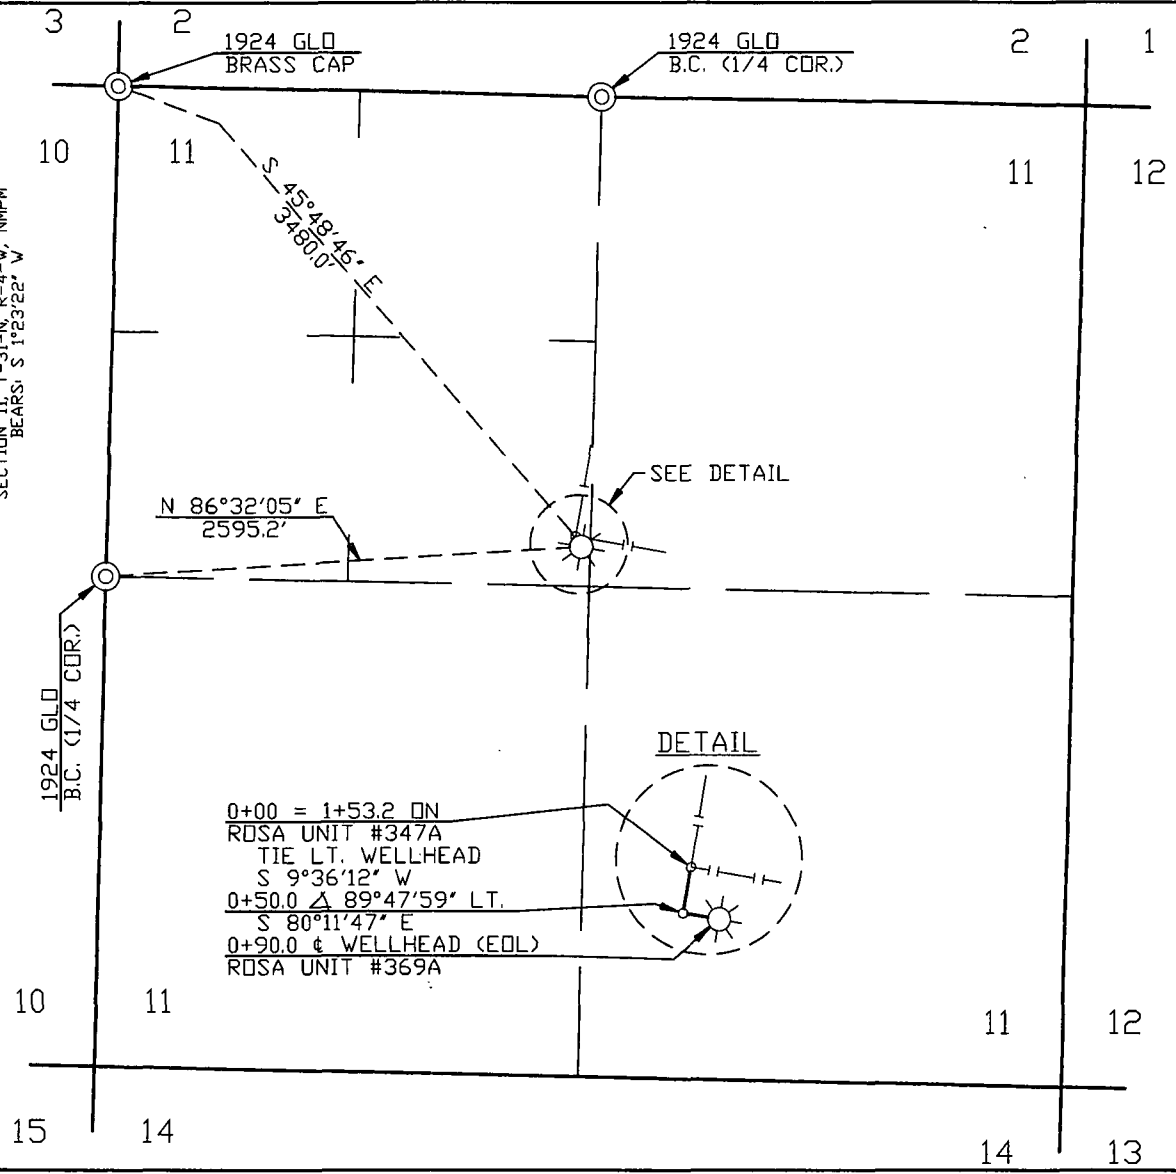 3 2
1924 GLO
BRASS CAP
1924 GLO
B.C. (1/4 COR.)
2 1
10 11
11 12
S 45°48'46" E
3480.0'
SECTION 11, T-31-N, R-4-W, NMPM
BEARS: S 1°23'22" W
SEE DETAIL
N 86°32'05" E
2595.2'
1924 GLO
B.C. (1/4 COR.)
DETAIL
0+00 = 1+53.2 ON
ROSA UNIT #347A
TIE LT. WELLHEAD
S 9°36'12" W
0+50.0 ∆ 89°47'59" LT.
S 80°11'47" E
0+90.0 ℄ WELLHEAD (EOL)
ROSA UNIT #369A
10 11
11 12
15 14
14 13